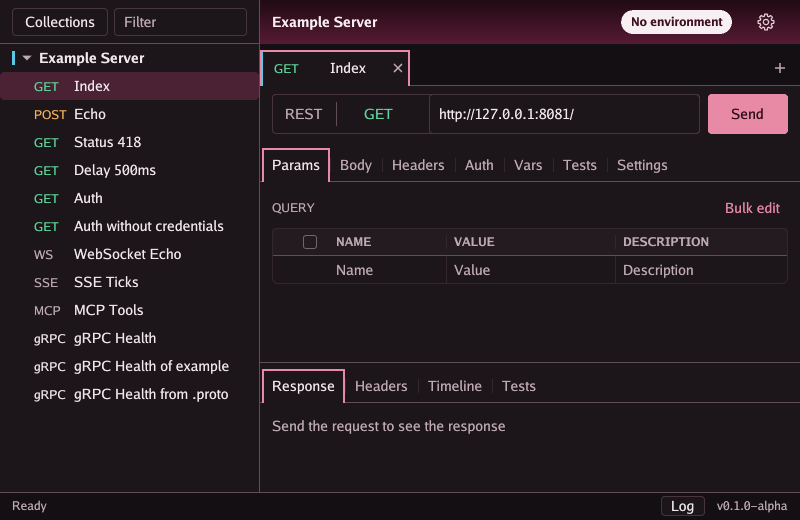 Collections
Filter
Example Server
GET Index
POST Echo
GET Status 418
GET Delay 500ms
GET Auth
GET Auth without credentials
WS WebSocket Echo
SSE SSE Ticks
MCP MCP Tools
gRPC gRPC Health
gRPC gRPC Health of example
gRPC gRPC Health from .proto
Example Server
No environment
GET Index
REST GET http://127.0.0.1:8081/ Send
Params Body Headers Auth Vars Tests Settings
QUERY Bulk edit
NAME VALUE DESCRIPTION
Name Value Description
Response Headers Timeline Tests
Send the request to see the response
Ready Log v0.1.0-alpha